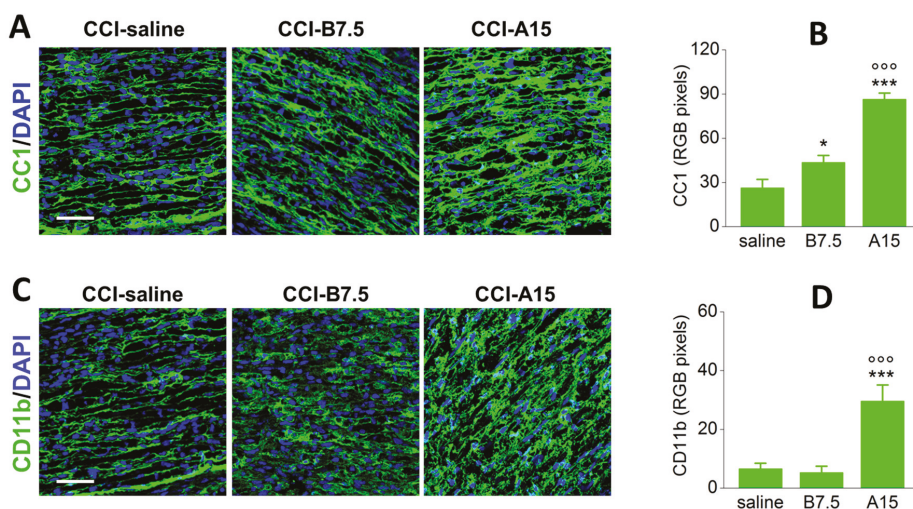 A
CCI-saline CCI-B7.5 CCI-A15
CC1/DAPI
B
CC1 (RGB pixels)
120
90
60
30
0
*
°°°
***
saline B7.5 A15
C
CCI-saline CCI-B7.5 CCI-A15
CD11b/DAPI
D
CD11b (RGB pixels)
60
40
20
0
°°°
***
saline B7.5 A15